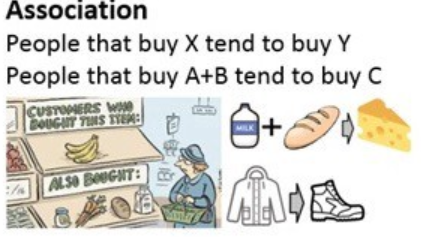 Association
People that buy X tend to buy Y
People that buy A+B tend to buy C
CUSTOMERS WHO
BOUGHT THIS ITEM:
ALSO BOUGHT:
MILK
+